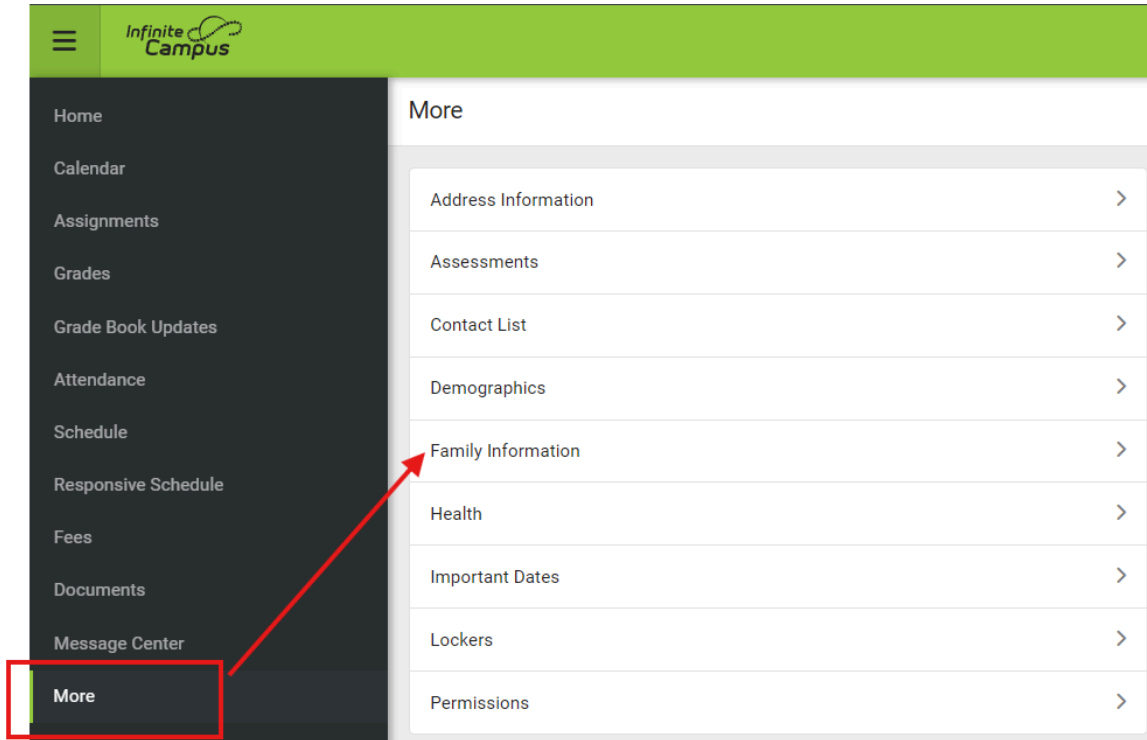 Infinite
Campus
Home
Calendar
Assignments
Grades
Grade Book Updates
Attendance
Schedule
Responsive Schedule
Fees
Documents
Message Center
More
More
Address Information
Assessments
Contact List
Demographics
Family Information
Health
Important Dates
Lockers
Permissions